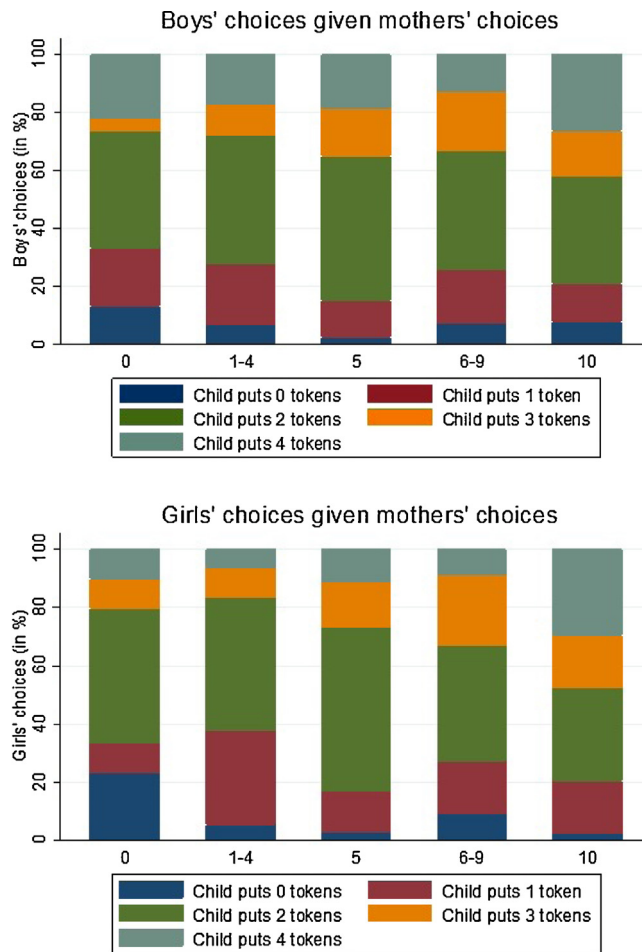 Boys' choices given mothers' choices
Boys' choices (in %)
100
80
60
40
20
0
0 1-4 5 6-9 10
Child puts 0 tokens Child puts 1 token
Child puts 2 tokens Child puts 3 tokens
Child puts 4 tokens
Girls' choices given mothers' choices
Girls' choices (in %)
100
80
60
40
20
0
0 1-4 5 6-9 10
Child puts 0 tokens Child puts 1 token
Child puts 2 tokens Child puts 3 tokens
Child puts 4 tokens